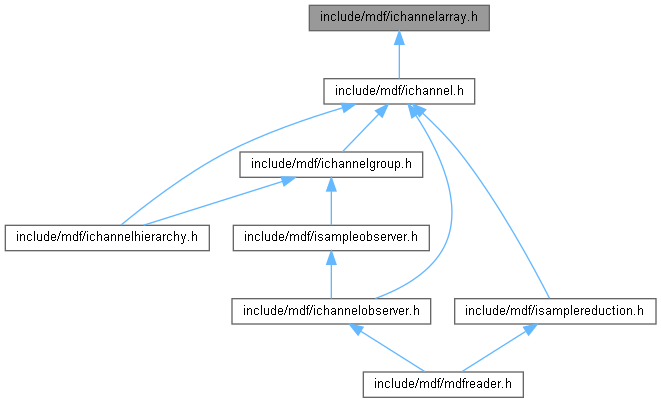 include/mdf/ichannelarray.h
include/mdf/ichannel.h
include/mdf/ichannelgroup.h
include/mdf/ichannelhierarchy.h
include/mdf/isampleobserver.h
include/mdf/ichannelobserver.h
include/mdf/isamplereduction.h
include/mdf/mdfreader.h